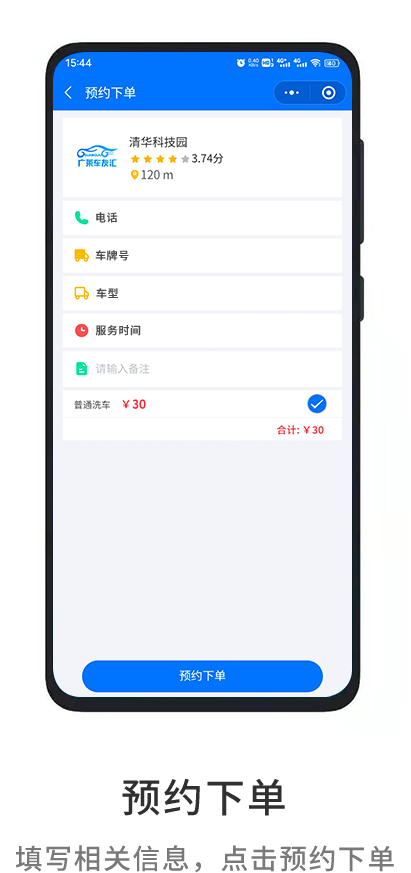 15:44
预约下单
清华科技园
3.74分
120 m
广莱车友汇
电话
车牌号
车型
服务时间
请输入备注
普通洗车 ￥30
合计: ￥30
预约下单
预约下单
填写相关信息，点击预约下单